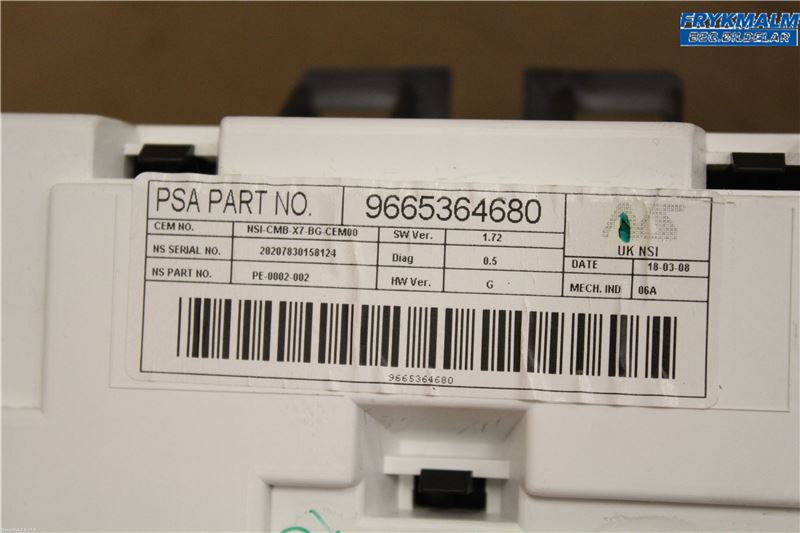 FRYKMALM
BEG.BILDELAR
PSA PART NO. 9665364680
CEM NO. NSI-CMB-X7-BG-CEM00 SW Ver. 1.72
UK NSI
NS SERIAL NO. 20207830158124 Diag 0.5
DATE 18-03-08
NS PART NO. PE-0002-002 HW Ver. G
MECH. IND 06A
9665364680